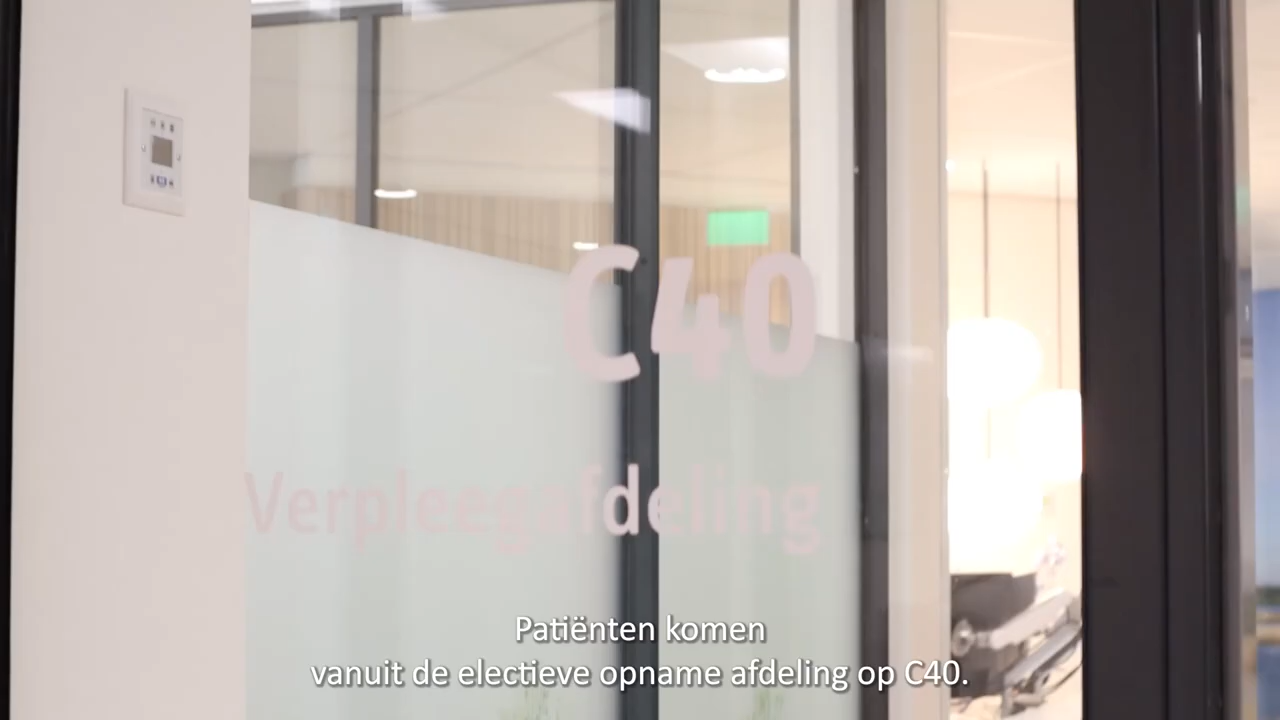 C40
Verpleegafdeling
Patiënten komen
vanuit de electieve opname afdeling op C40.